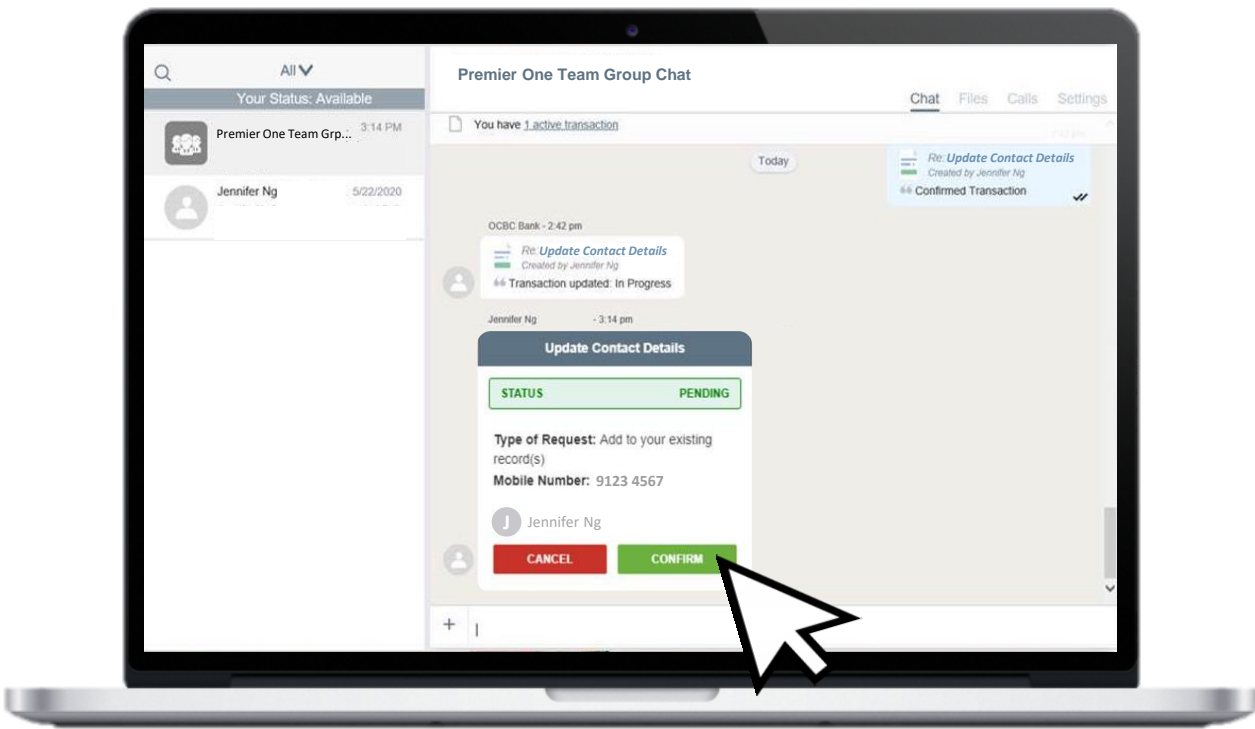 All
Your Status: Available
Premier One Team Grp...
3:14 PM
Jennifer Ng
5/22/2020
Premier One Team Group Chat
Chat Files Calls Settings
You have 1 active transaction
Today
Re: Update Contact Details
Created by Jennifer Ng
Confirmed Transaction
OCBC Bank - 2:42 pm
Re: Update Contact Details
Created by Jennifer Ng
Transaction updated: In Progress
Jennifer Ng - 3:14 pm
Update Contact Details
STATUS PENDING
Type of Request: Add to your existing
record(s)
Mobile Number: 9123 4567
J Jennifer Ng
CANCEL CONFIRM